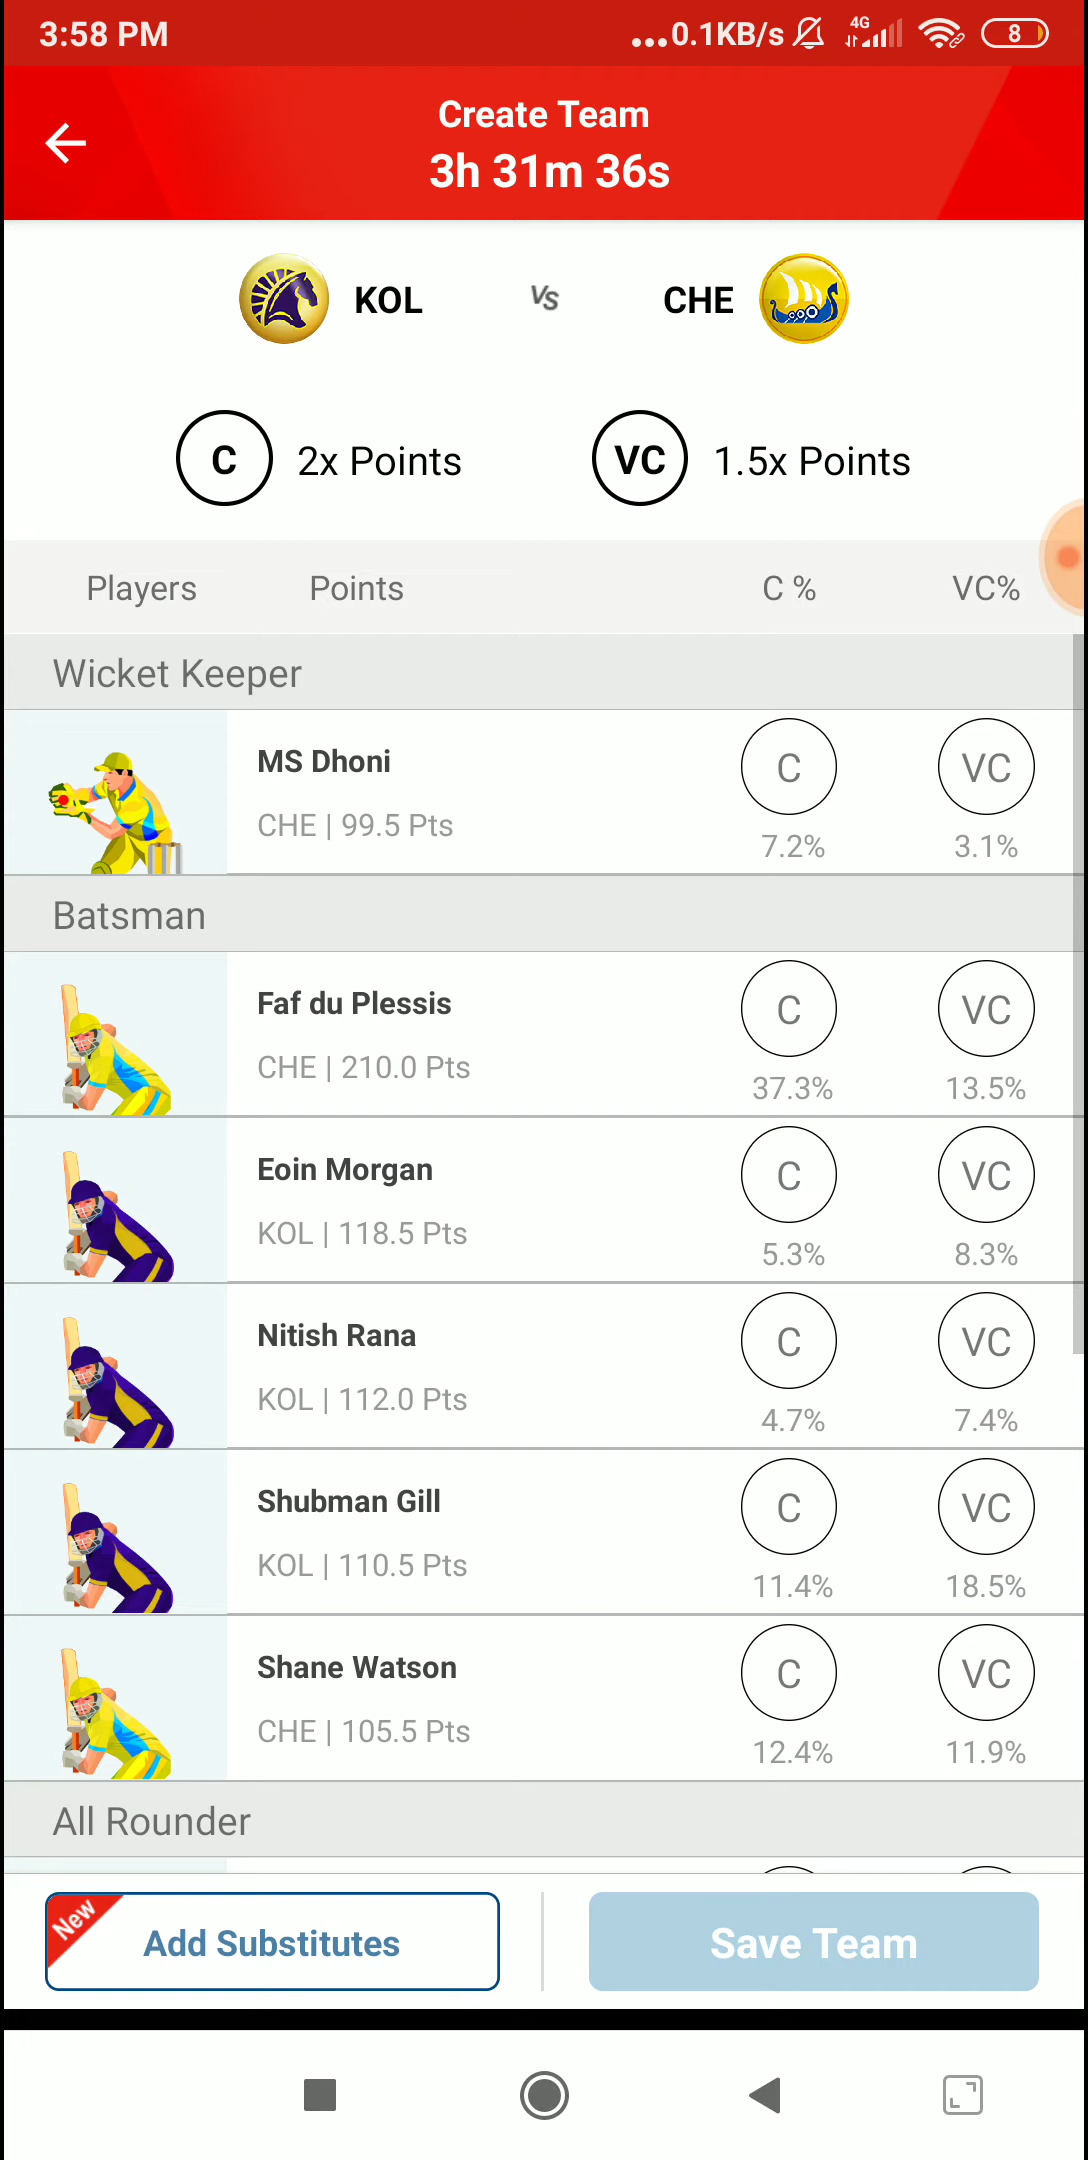 3:58 PM
...0.1KB/s 4G 8
Create Team
3h 31m 36s
KOL VS CHE
C 2x Points VC 1.5x Points
Players Points C % VC%
Wicket Keeper
MS Dhoni C VC
CHE | 99.5 Pts 7.2% 3.1%
Batsman
Faf du Plessis C VC
CHE | 210.0 Pts 37.3% 13.5%
Eoin Morgan C VC
KOL | 118.5 Pts 5.3% 8.3%
Nitish Rana C VC
KOL | 112.0 Pts 4.7% 7.4%
Shubman Gill C VC
KOL | 110.5 Pts 11.4% 18.5%
Shane Watson C VC
CHE | 105.5 Pts 12.4% 11.9%
All Rounder
New Add Substitutes Save Team